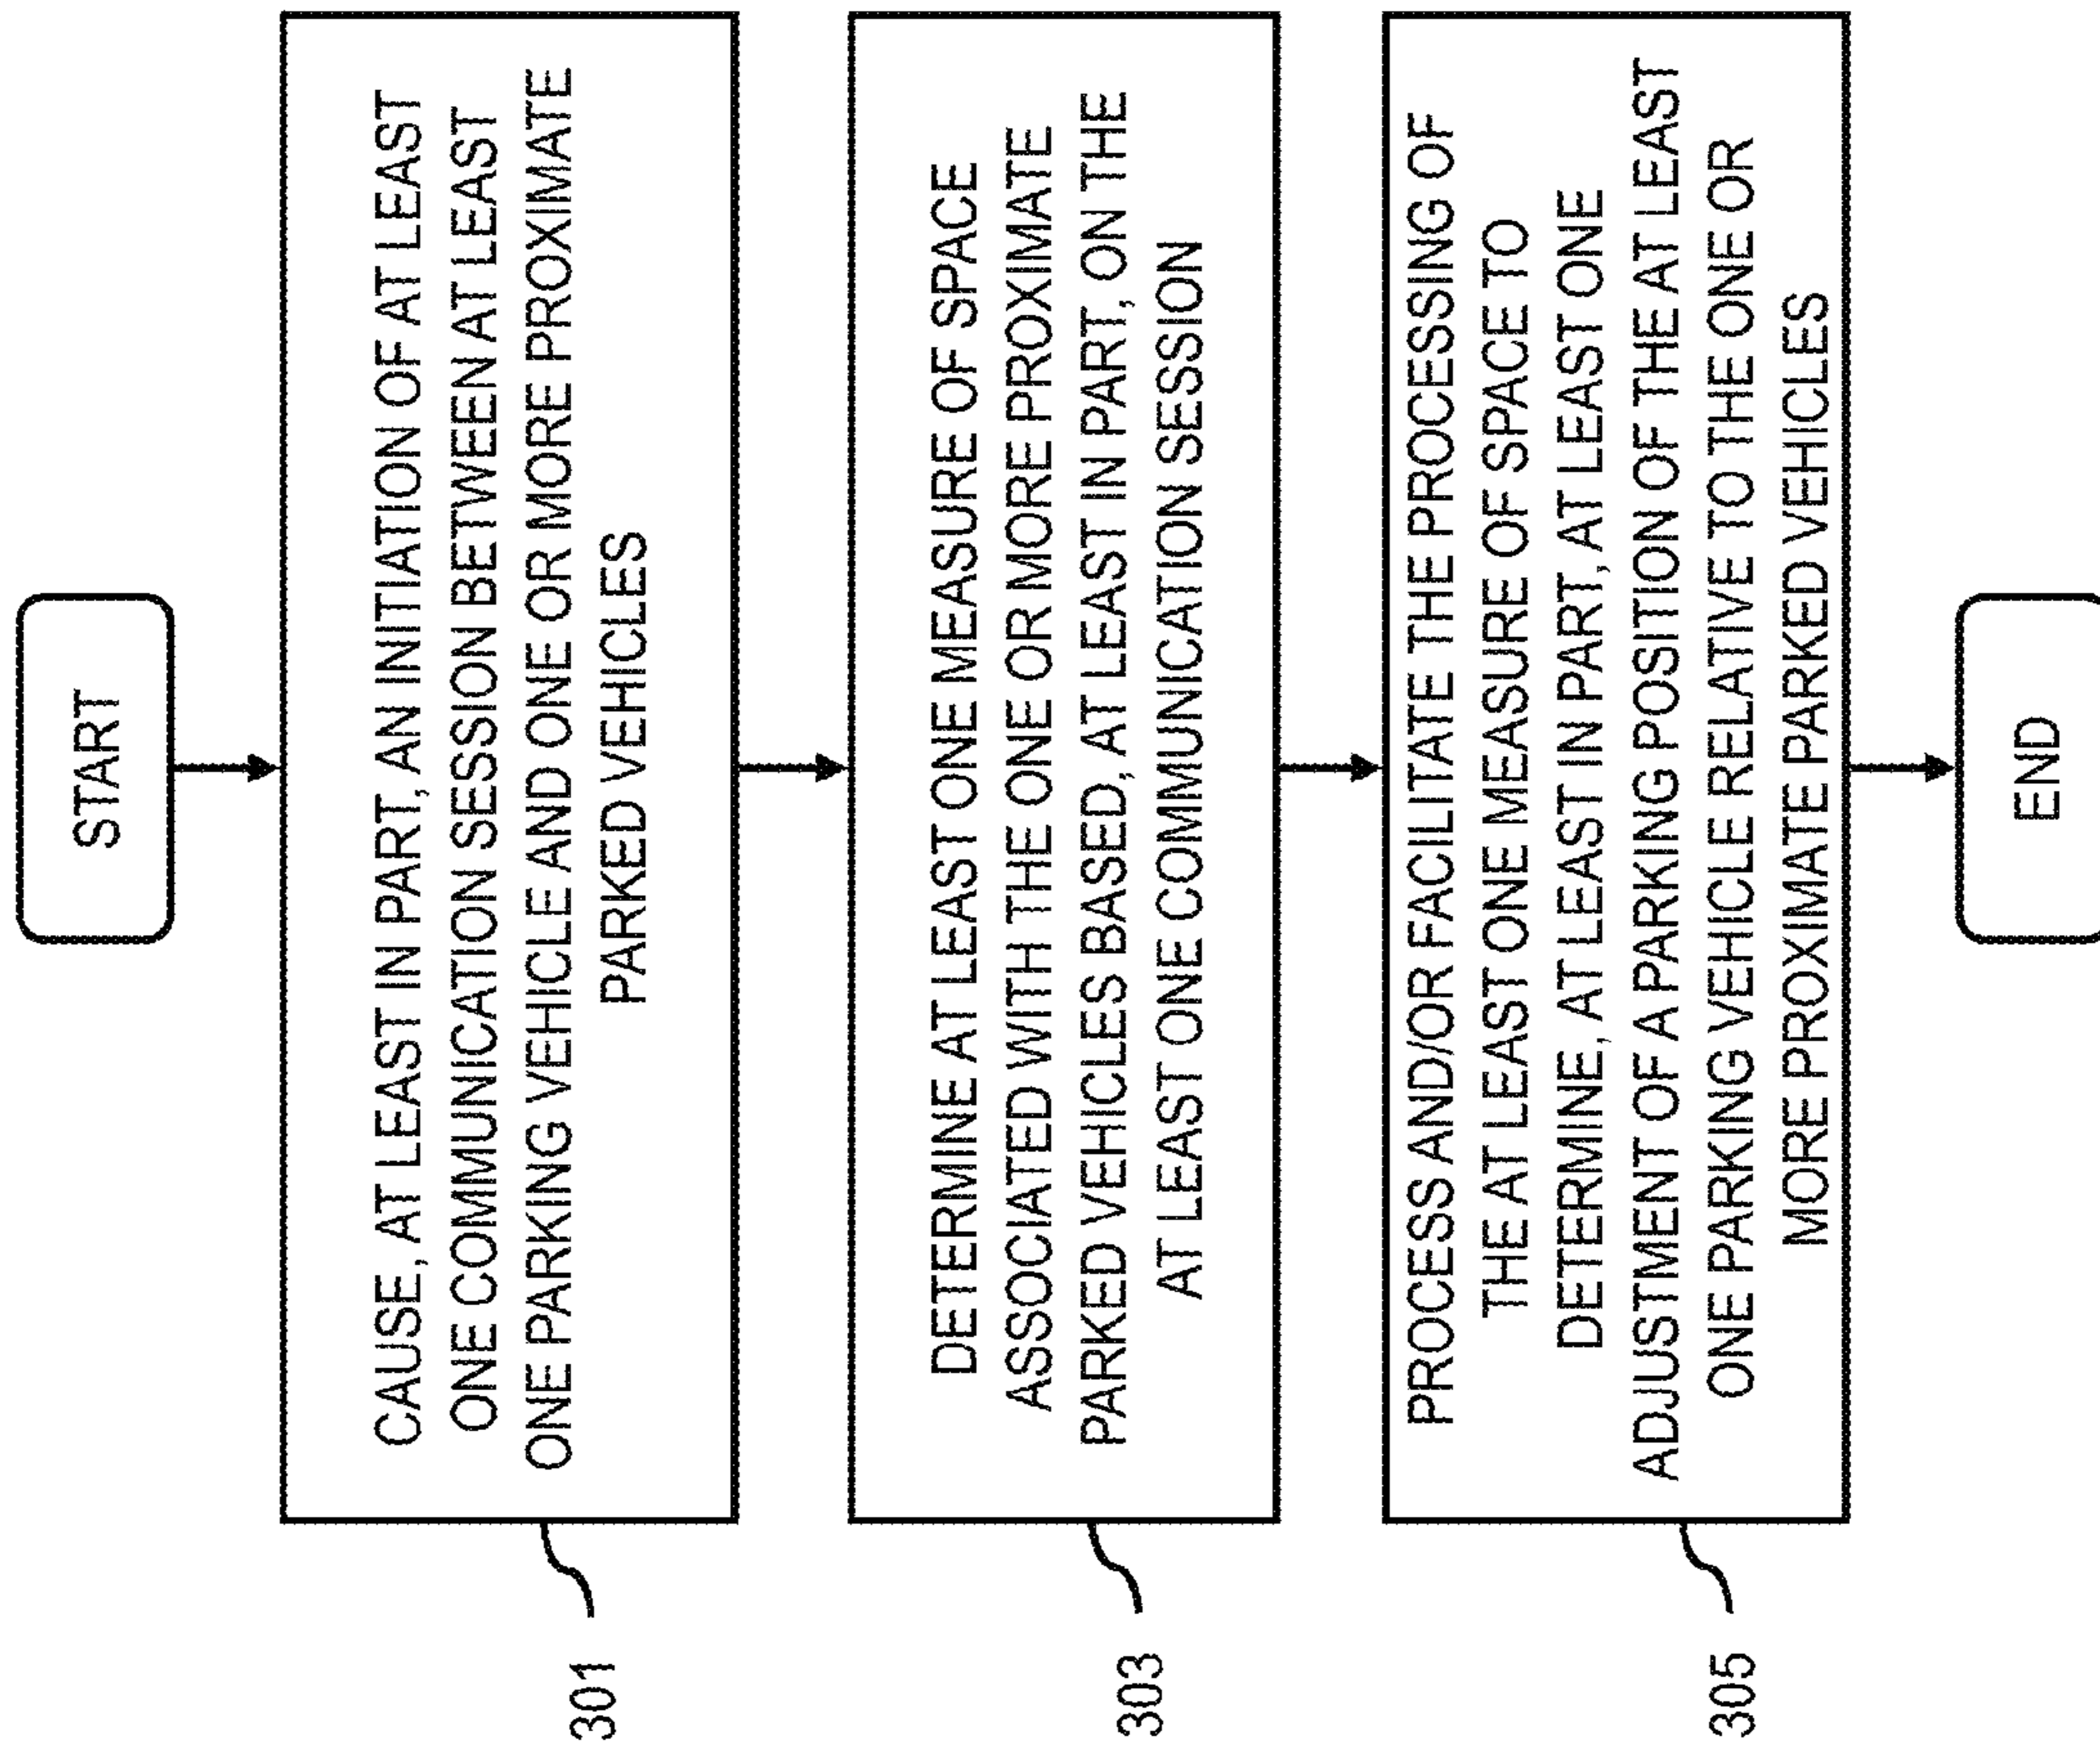 START
CAUSE, AT LEAST IN PART, AN INITIATION OF AT LEAST
ONE COMMUNICATION SESSION BETWEEN AT LEAST
ONE PARKING VEHICLE AND ONE OR MORE PROXIMATE
PARKED VEHICLES
301
DETERMINE AT LEAST ONE MEASURE OF SPACE
ASSOCIATED WITH THE ONE OR MORE PROXIMATE
PARKED VEHICLES BASED, AT LEAST IN PART, ON THE
AT LEAST ONE COMMUNICATION SESSION
303
PROCESS AND/OR FACILITATE THE PROCESSING OF
THE AT LEAST ONE MEASURE OF SPACE TO
DETERMINE, AT LEAST IN PART, AT LEAST ONE
ADJUSTMENT OF A PARKING POSITION OF THE AT LEAST
ONE PARKING VEHICLE RELATIVE TO THE ONE OR
MORE PROXIMATE PARKED VEHICLES
305
END